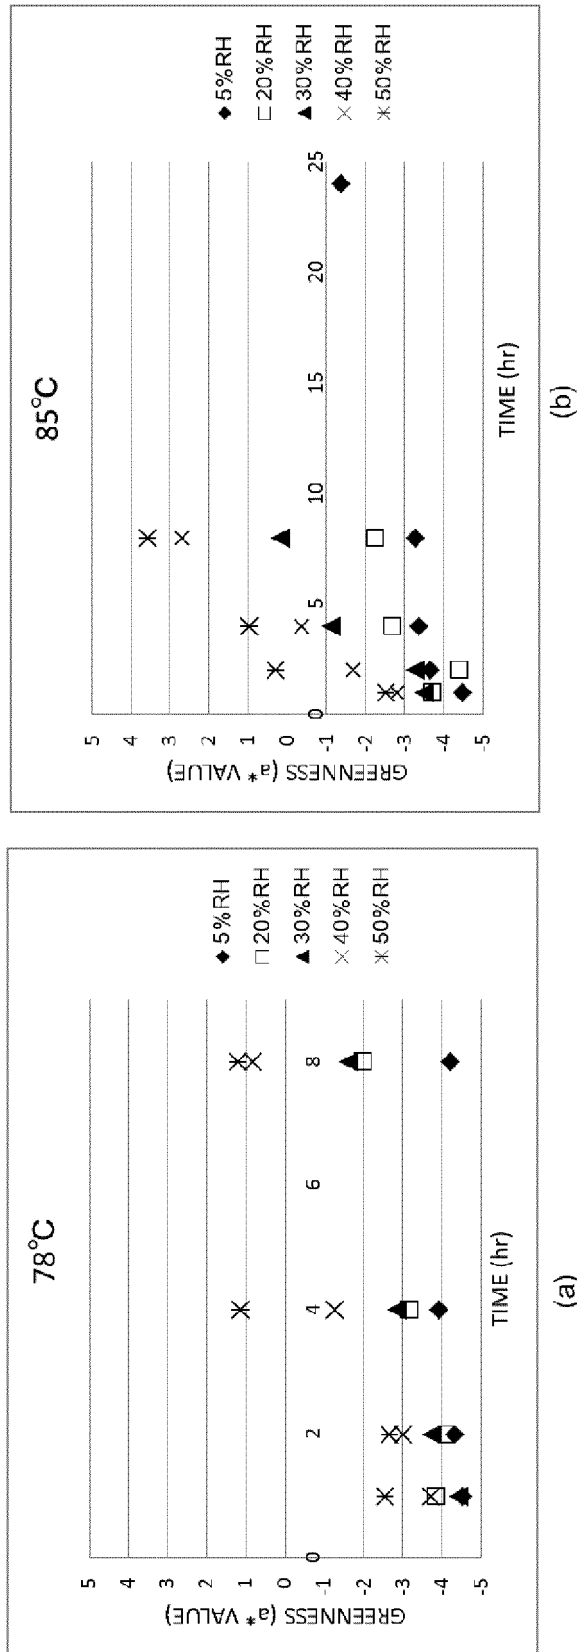 78°C
5
4
3
2
1
0
-1
-2
-3
-4
-5
GREENNESS (a* VALUE)
0
2
4
6
8
TIME (hr)
5%RH
20%RH
30%RH
40%RH
50%RH
(a)
85°C
5
4
3
2
1
0
-1
-2
-3
-4
-5
GREENNESS (a* VALUE)
0
5
10
15
20
25
TIME (hr)
5%RH
20%RH
30%RH
40%RH
50%RH
(b)